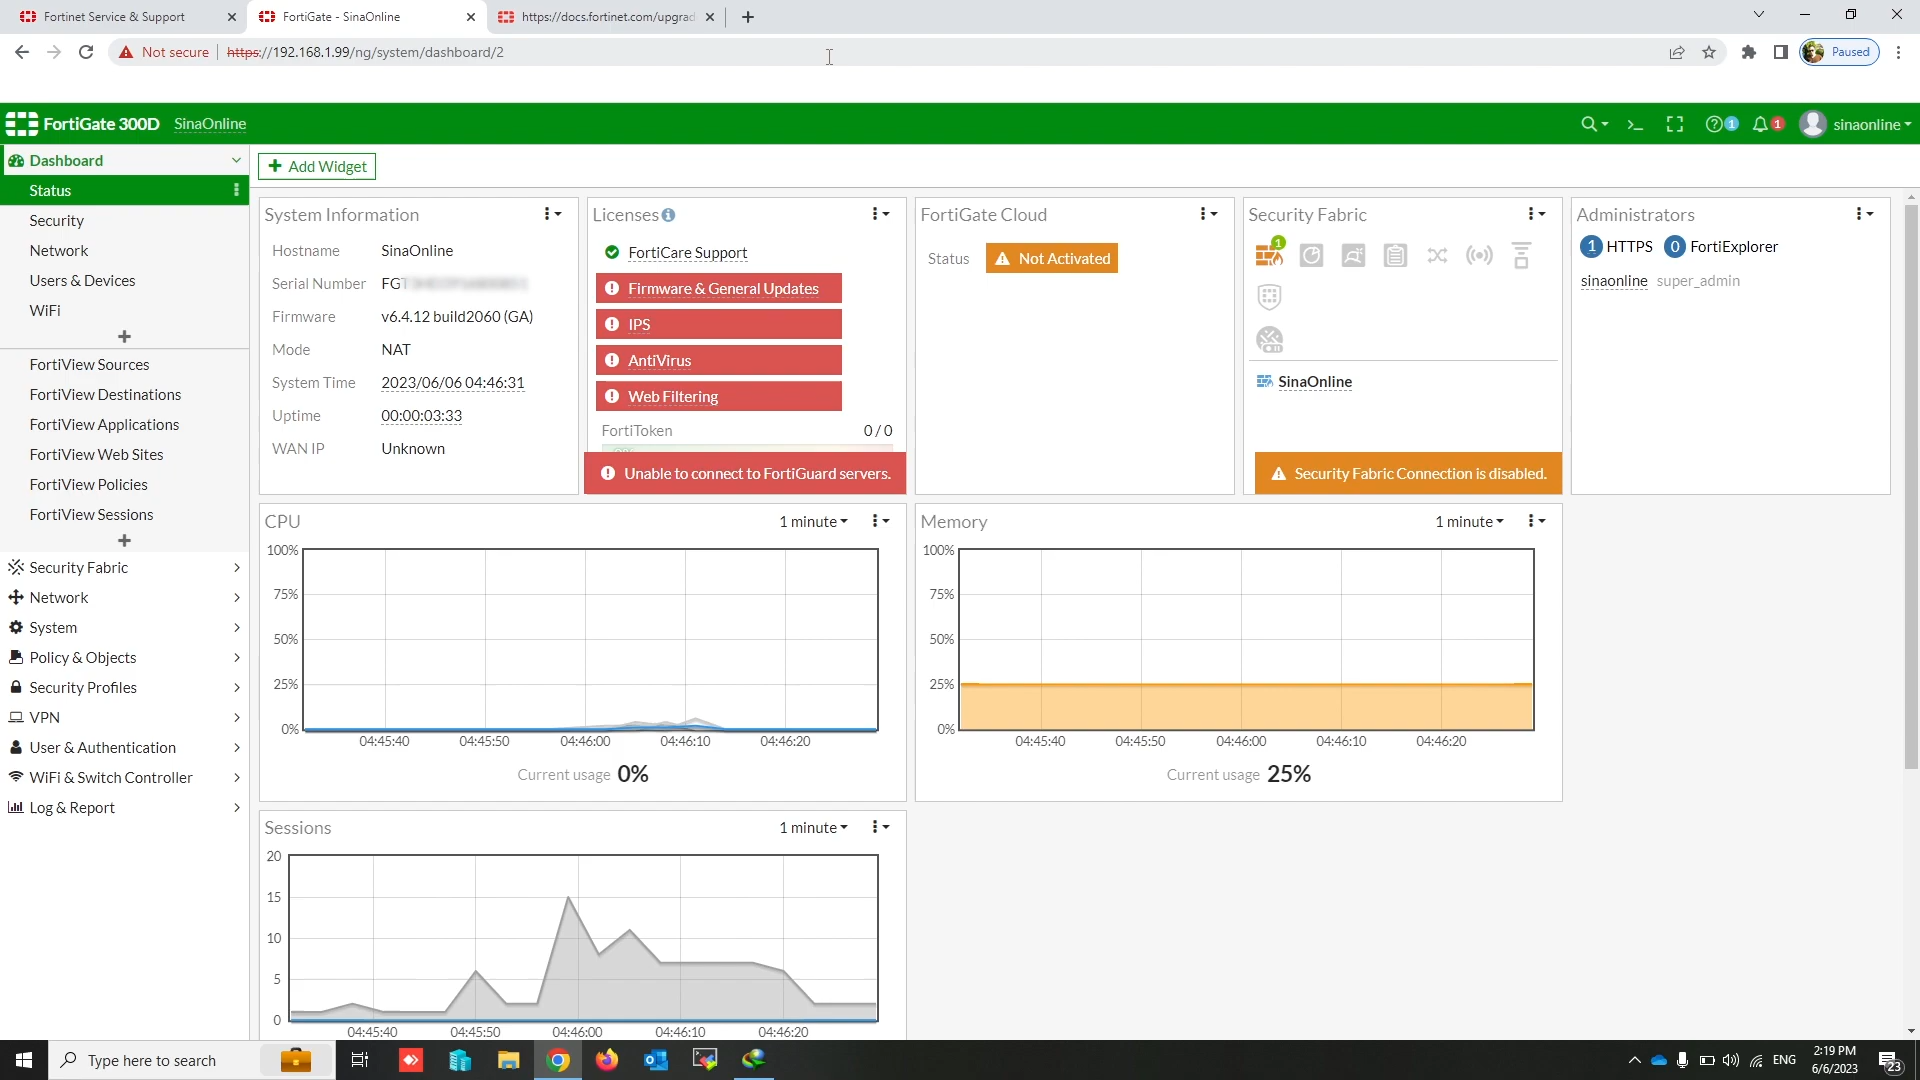 Fortinet Service & Support
FortiGate - SinaOnline
https://docs.fortinet.com/upgrad
Not secure
https://192.168.1.99/ng/system/dashboard/2
Paused
FortiGate 300D
SinaOnline
1
1
sinaonline
Dashboard
Status
Security
Network
Users & Devices
WiFi
FortiView Sources
FortiView Destinations
FortiView Applications
FortiView Web Sites
FortiView Policies
FortiView Sessions
Security Fabric
Network
System
Policy & Objects
Security Profiles
VPN
User & Authentication
WiFi & Switch Controller
Log & Report
Add Widget
System Information
Hostname SinaOnline
Serial Number FG
Firmware v6.4.12 build2060 (GA)
Mode NAT
System Time 2023/06/06 04:46:31
Uptime 00:00:03:33
WAN IP Unknown
Licenses
FortiCare Support
Firmware & General Updates
IPS
AntiVirus
Web Filtering
FortiToken 0 / 0
Unable to connect to FortiGuard servers.
FortiGate Cloud
Status Not Activated
Security Fabric
1
SinaOnline
Security Fabric Connection is disabled.
Administrators
1 HTTPS 0 FortiExplorer
sinaonline super_admin
CPU 1 minute
100%
75%
50%
25%
0%
04:45:40 04:45:50 04:46:00 04:46:10 04:46:20
Current usage 0%
Memory 1 minute
100%
75%
50%
25%
0%
04:45:40 04:45:50 04:46:00 04:46:10 04:46:20
Current usage 25%
Sessions 1 minute
20
15
10
5
0
04:45:40 04:45:50 04:46:00 04:46:10 04:46:20
Type here to search
ENG
2:19 PM
6/6/2023
23